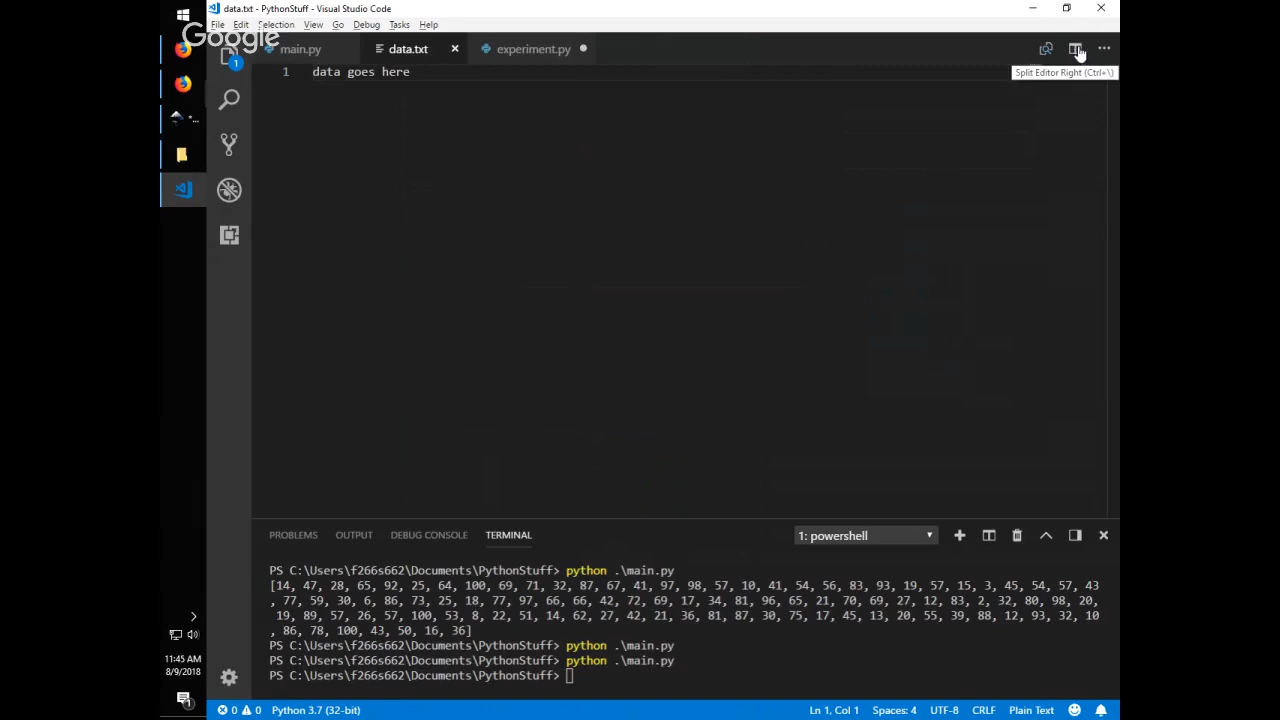 data.txt - PythonStuff - Visual Studio Code
File Edit Selection View Go Debug Tasks Help
Google
main.py data.txt experiment.py
1 data goes here
Split Editor Right (Ctrl+\)
1
PROBLEMS OUTPUT DEBUG CONSOLE TERMINAL 1: powershell
PS C:\Users\f266s662\Documents\PythonStuff> python .\main.py
[14, 47, 28, 65, 92, 25, 64, 100, 69, 71, 32, 87, 67, 41, 97, 98, 57, 10, 41, 54, 56, 83, 93, 19, 57, 15, 3, 45, 54, 57, 43
, 77, 59, 30, 6, 86, 73, 25, 18, 77, 97, 66, 66, 42, 72, 69, 17, 34, 81, 96, 65, 21, 70, 69, 27, 12, 83, 2, 32, 80, 98, 20,
19, 89, 57, 26, 57, 100, 53, 8, 22, 51, 14, 62, 27, 42, 21, 36, 81, 87, 30, 75, 17, 45, 13, 20, 55, 39, 88, 12, 93, 32, 10
, 86, 78, 100, 43, 50, 16, 36]
PS C:\Users\f266s662\Documents\PythonStuff> python .\main.py
PS C:\Users\f266s662\Documents\PythonStuff> python .\main.py
PS C:\Users\f266s662\Documents\PythonStuff>
11:45 AM
8/9/2018
1
0 0 Python 3.7 (32-bit) Ln 1, Col 1 Spaces: 4 UTF-8 CRLF Plain Text